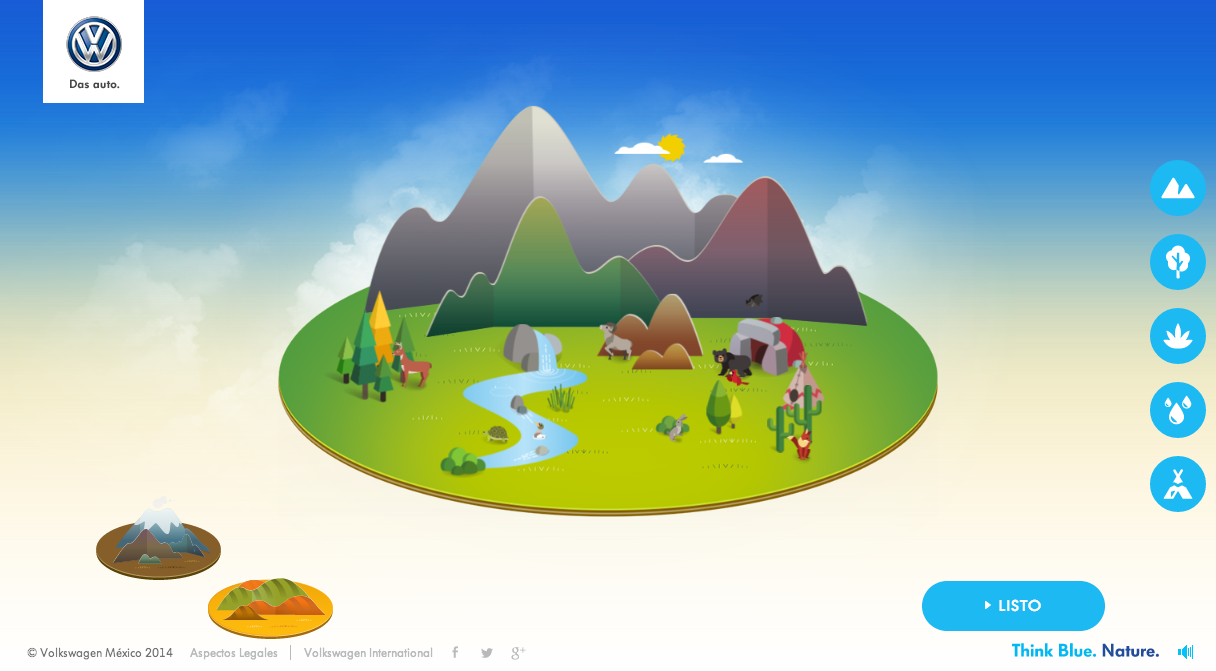 Das auto.
LISTO
Think Blue. Nature.
© Volkswagen México 2014 Aspectos Legales | Volkswagen International f g+